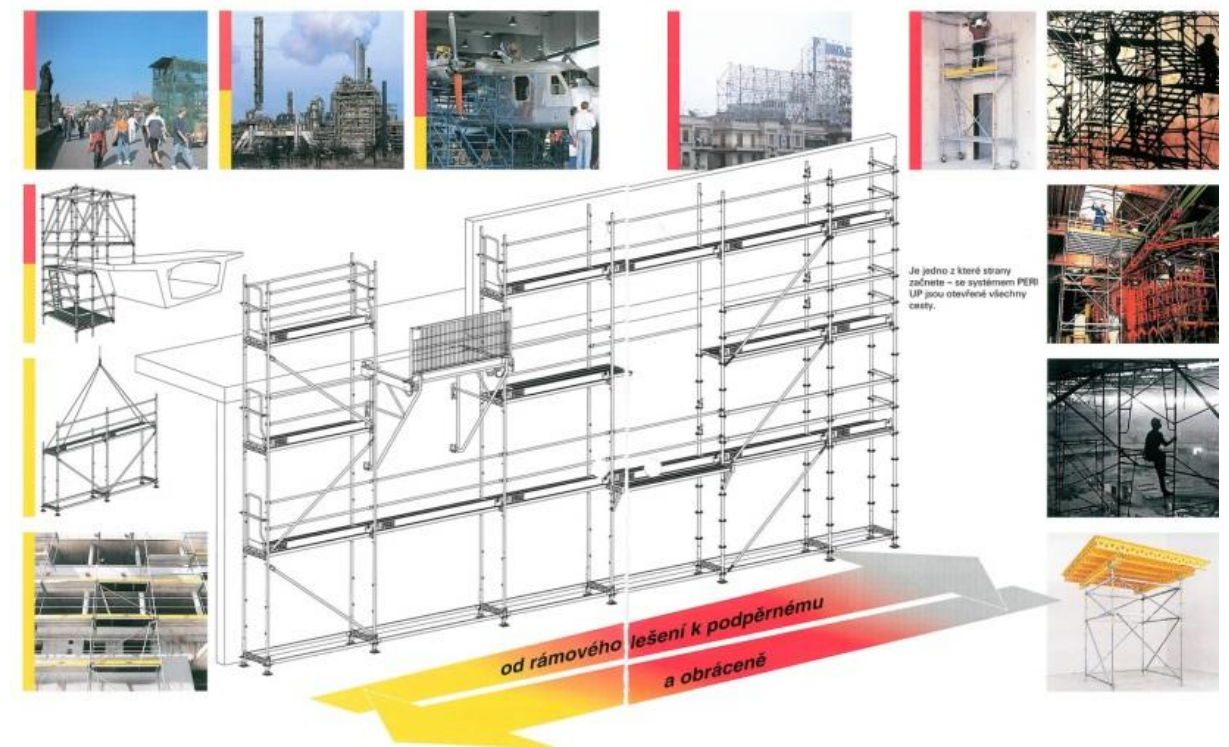 Je jedno z které strany
začnete – se systémem PERI
UP jsou otevřené všechny
cesty.
od rámového lešení k podpěrnému
a obráceně